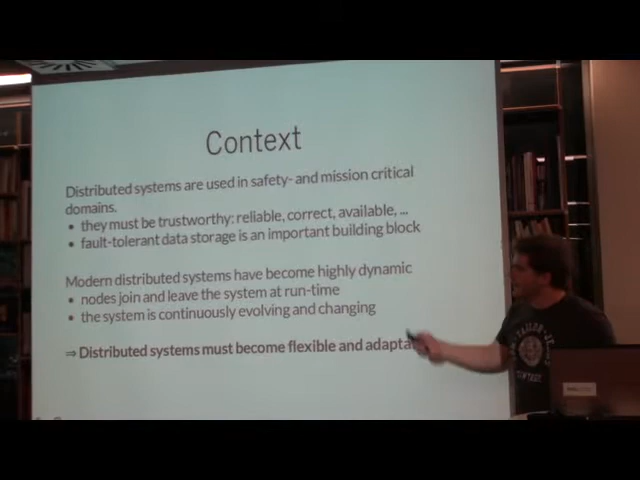 Context
Distributed systems are used in safety- and mission critical
domains.
• they must be trustworthy: reliable, correct, available, ...
• fault-tolerant data storage is an important building block
Modern distributed systems have become highly dynamic
• nodes join and leave the system at run-time
• the system is continuously evolving and changing
⇒ Distributed systems must become flexible and adapta